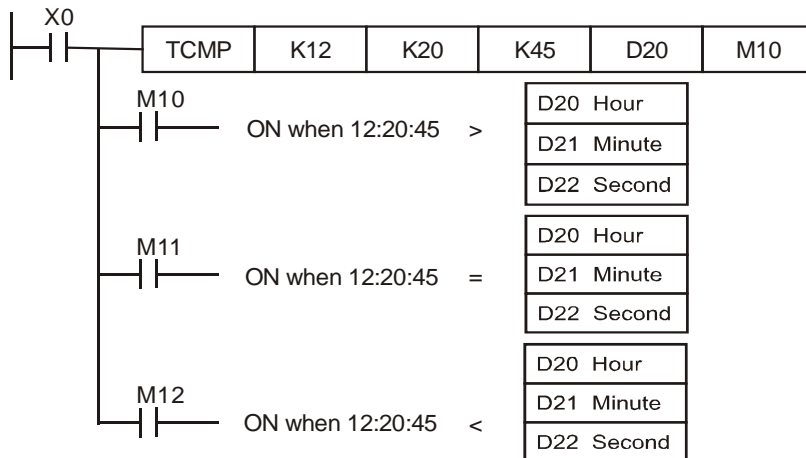 X0
TCMP K12 K20 K45 D20 M10
M10
ON when 12:20:45 >
D20 Hour
D21 Minute
D22 Second
M11
ON when 12:20:45 =
D20 Hour
D21 Minute
D22 Second
M12
ON when 12:20:45 <
D20 Hour
D21 Minute
D22 Second